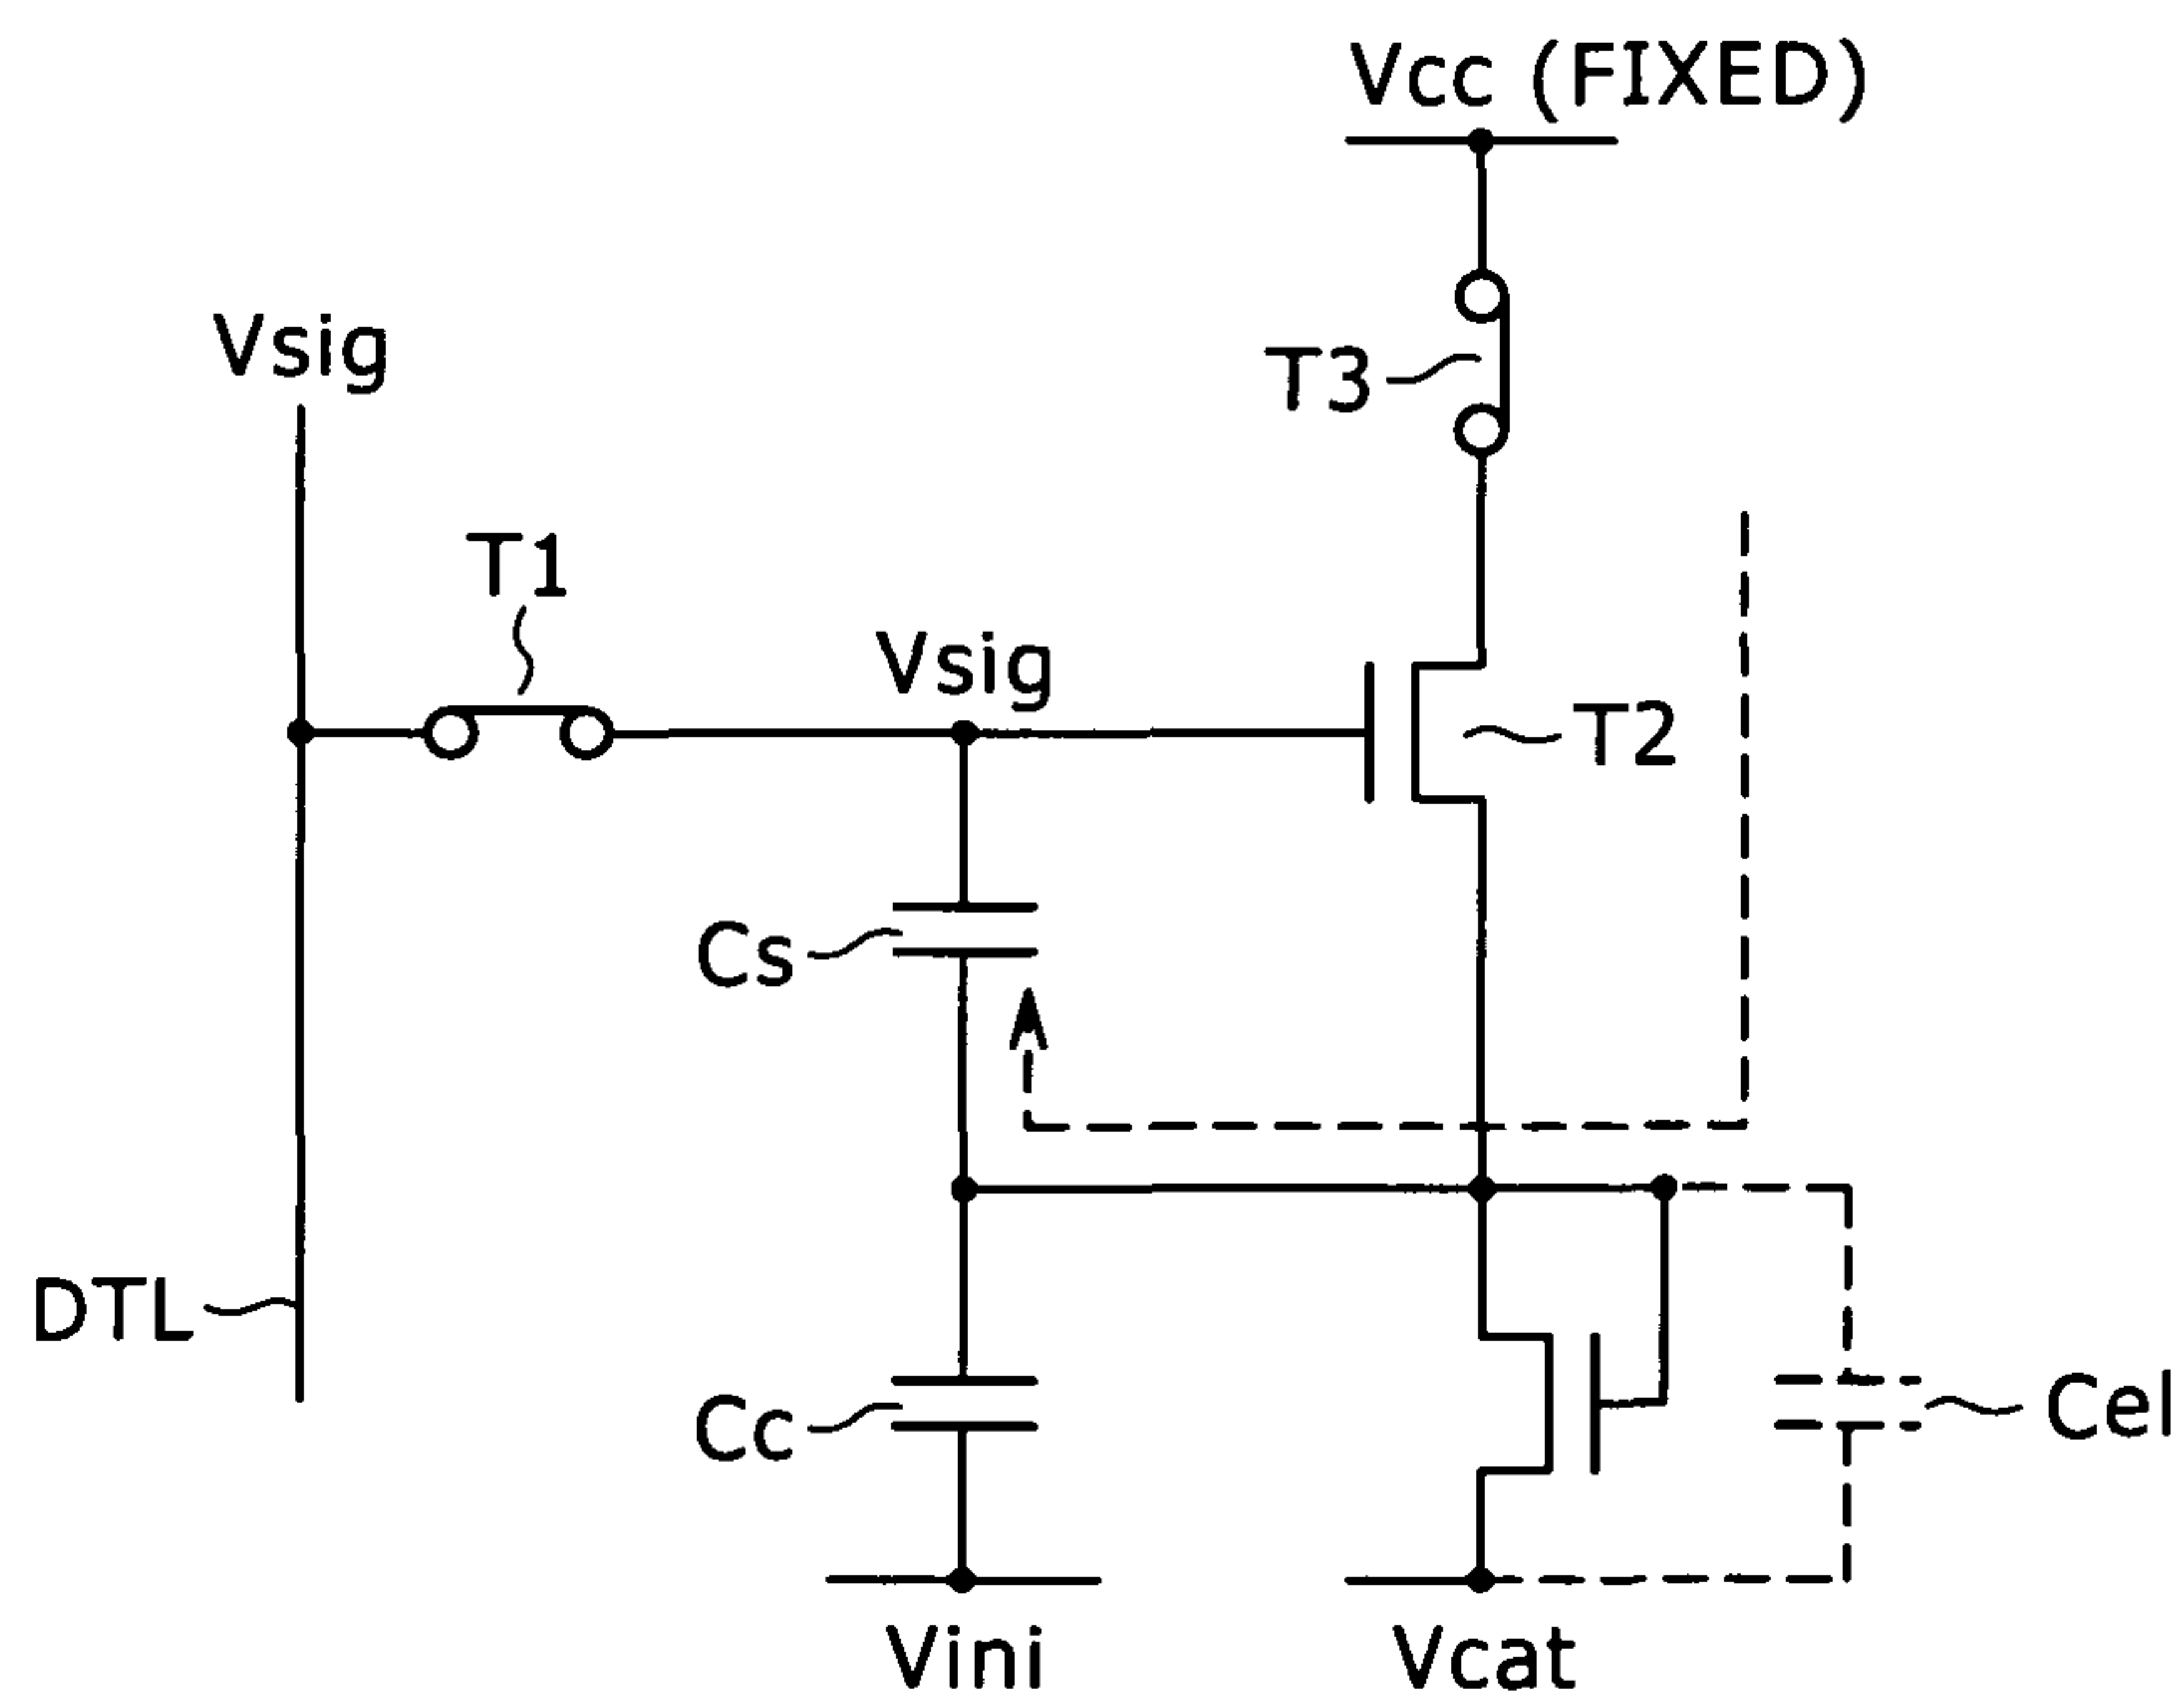 Vcc (FIXED)
Vsig
T3
T1
Vsig
T2
Cs
DTL
Cc
Cel
Vini
Vcat